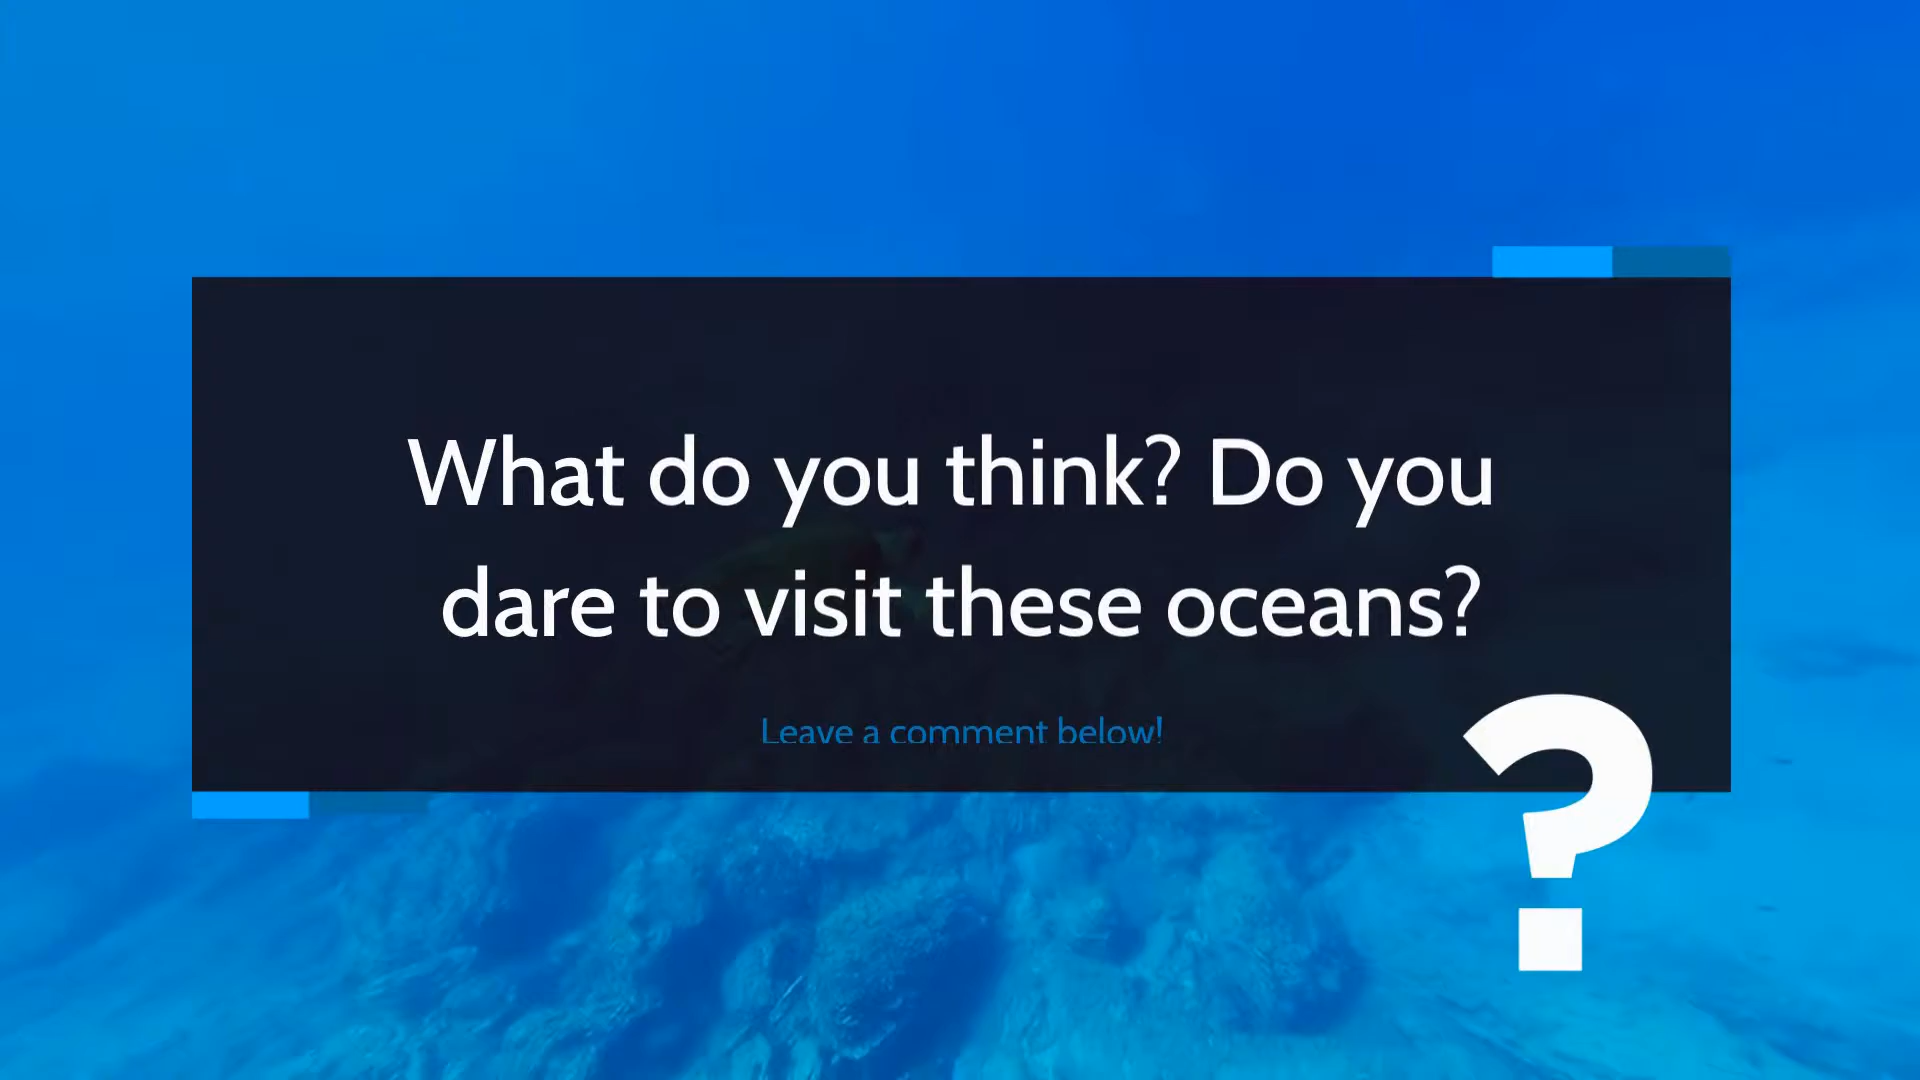 What do you think? Do you
dare to visit these oceans?
Leave a comment below!
?